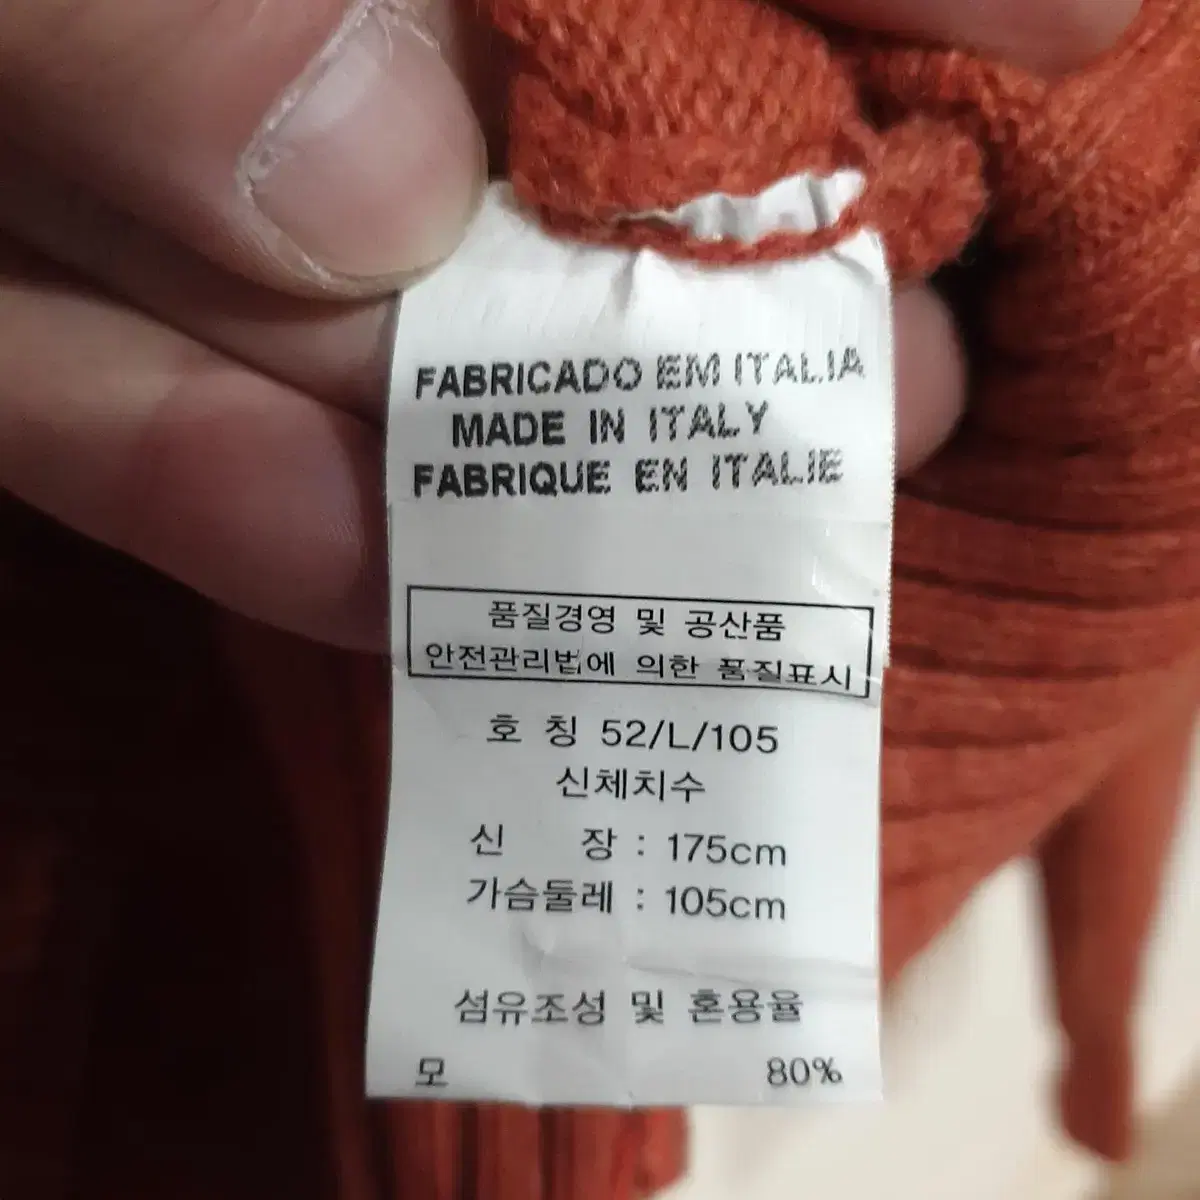 FABRICADO EM ITALIA
MADE IN ITALY
FABRIQUE EN ITALIE
품질경영 및 공산품
안전관리법에 의한 품질표시
호 칭 52/L/105
신체치수
신 장 : 175cm
가슴둘레 : 105cm
섬유조성 및 혼용율
모 80%